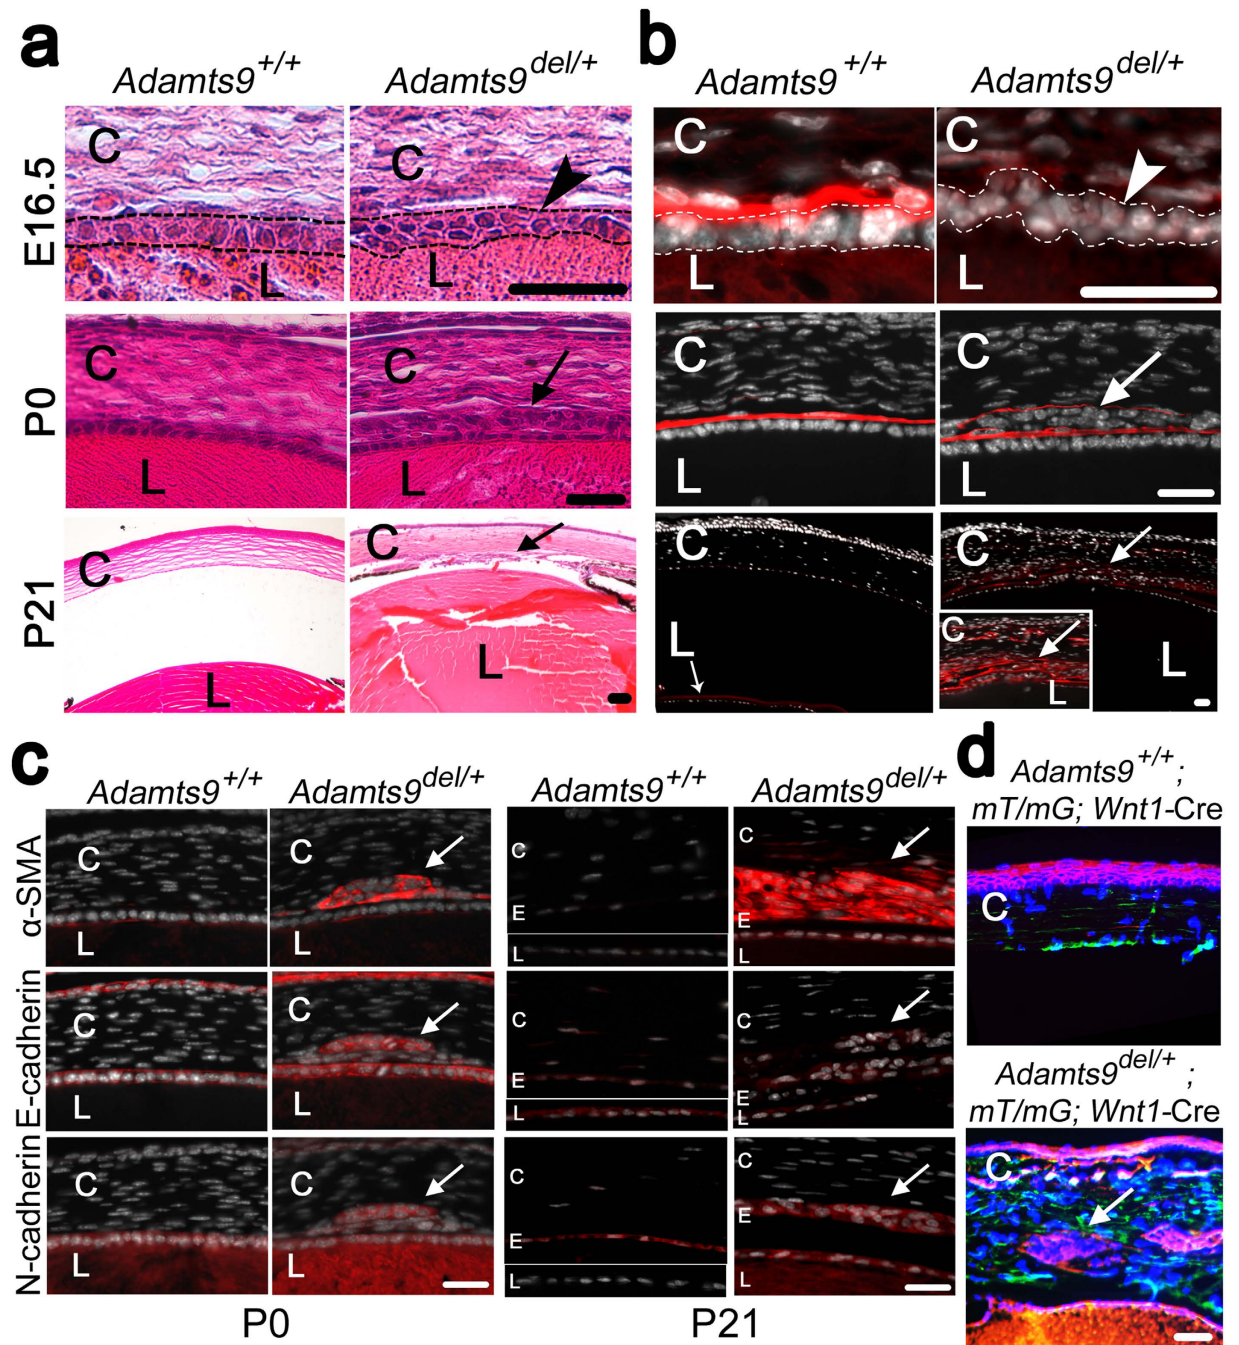 a
Adamts9+/+ Adamts9del/+
E16.5
C C
L L
P0
C C
L L
P21
C C
L L
b
Adamts9+/+ Adamts9del/+
C C
L L
C C
L L
C C
L C L L
c
Adamts9+/+ Adamts9del/+ Adamts9+/+ Adamts9del/+
α-SMA
C C C C
E E
L L L L
E-cadherin
C C C C
E E
L L L L
N-cadherin
C C C C
E E
L L L L
P0 P21
d
Adamts9+/+;
mT/mG; Wnt1-Cre
C
Adamts9del/+;
mT/mG; Wnt1-Cre
C